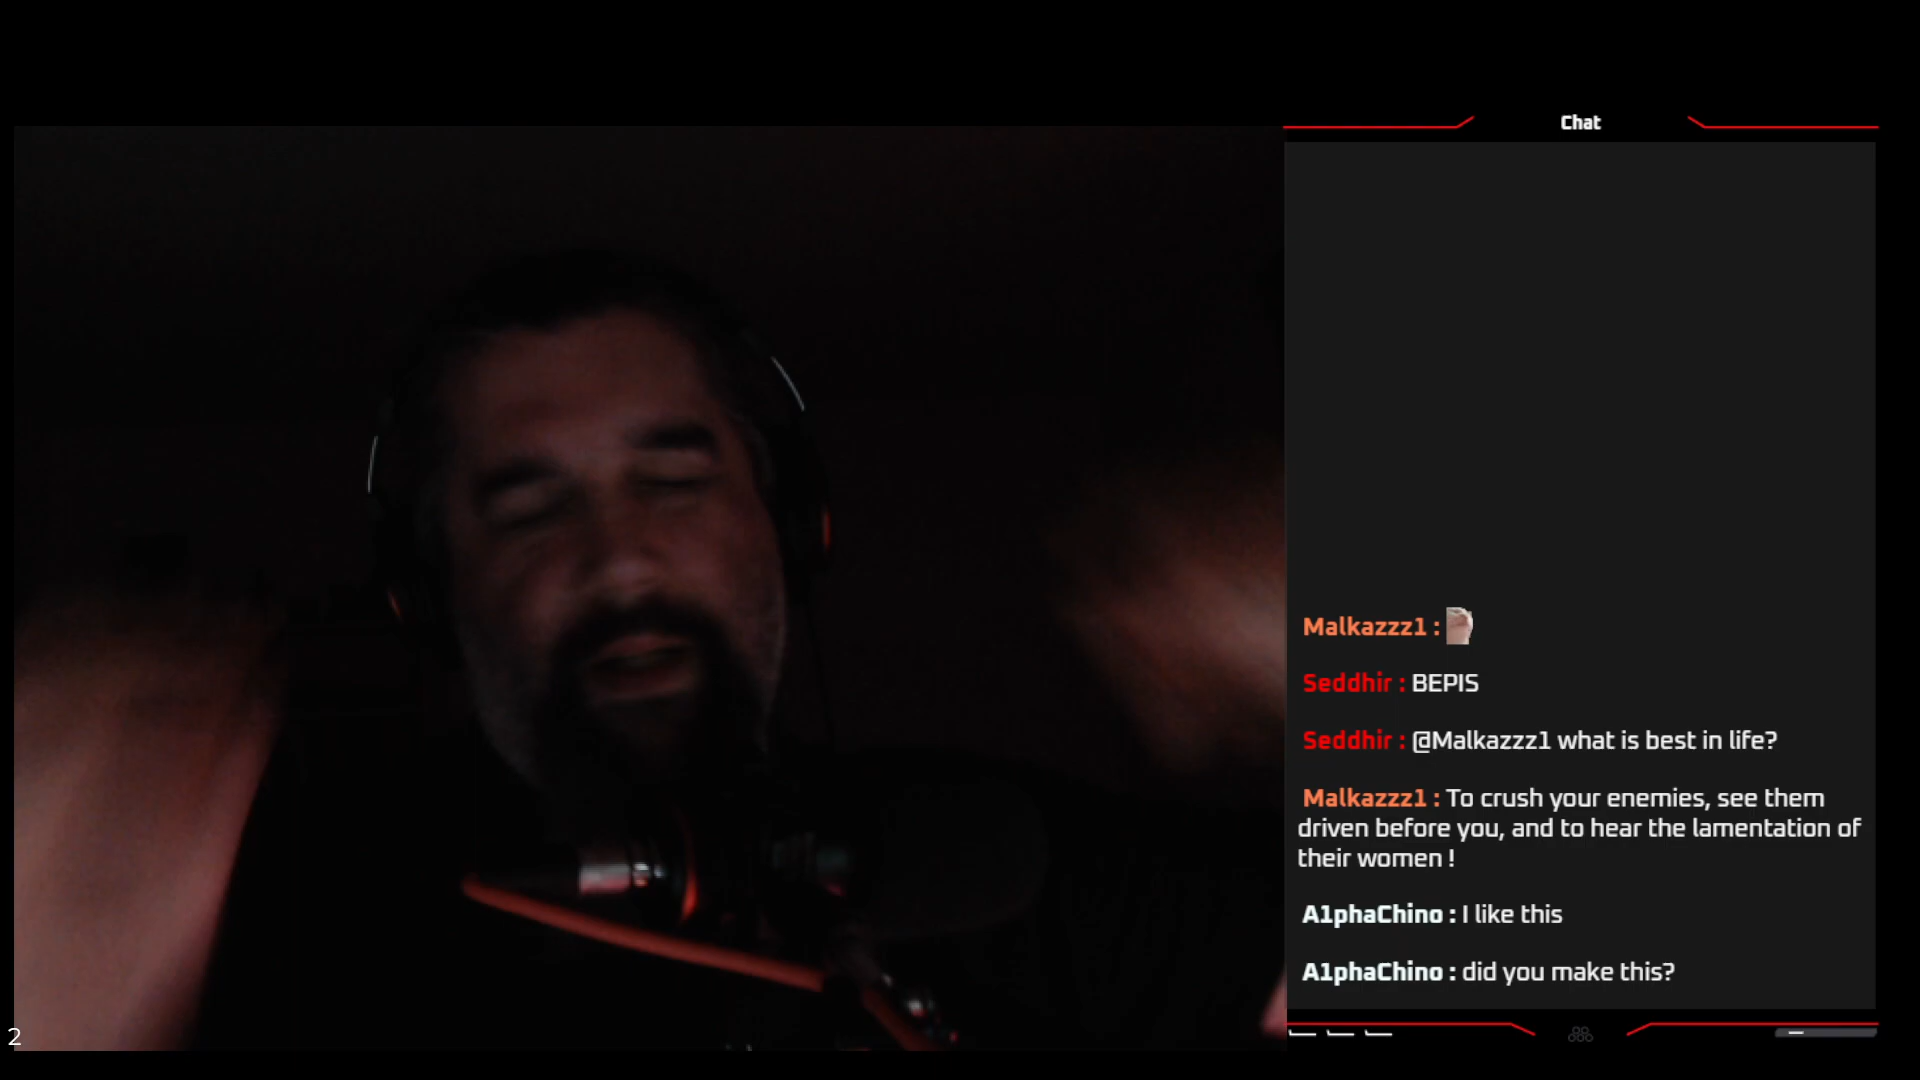 Chat
Malkazzz1 :
Seddhir : BEPIS
Seddhir : @Malkazzz1 what is best in life?
Malkazzz1 : To crush your enemies, see them
driven before you, and to hear the lamentation of
their women !
A1phaChino : I like this
A1phaChino : did you make this?
2